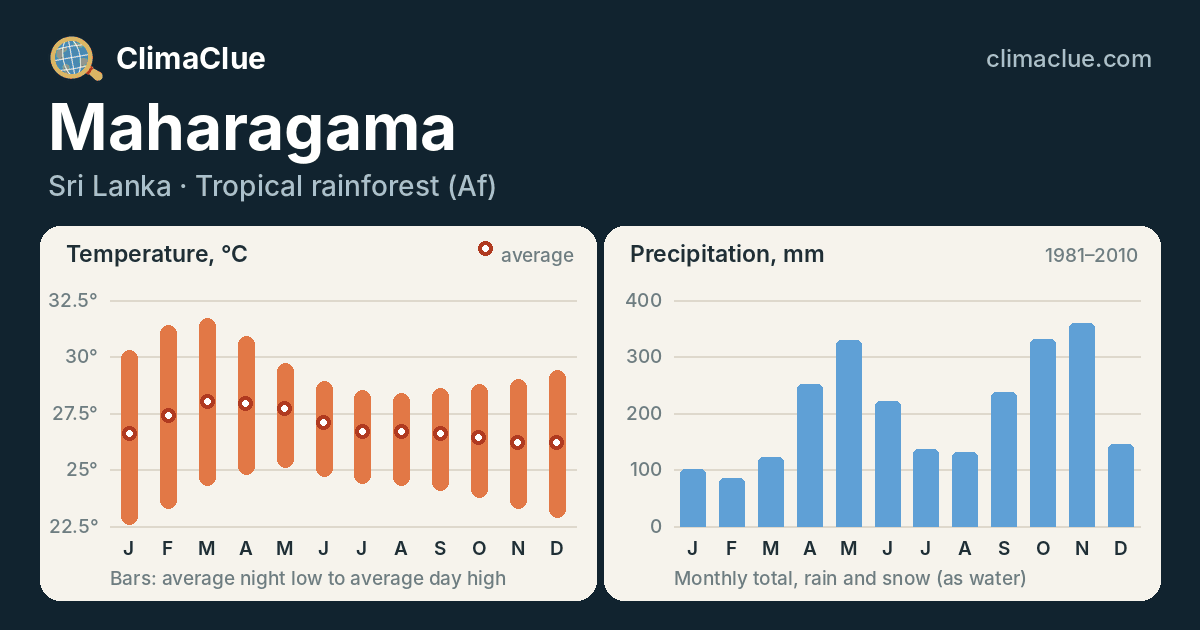 ClimaClue
climaclue.com
Maharagama
Sri Lanka · Tropical rainforest (Af)
Temperature, °C
average
32.5°
30°
27.5°
25°
22.5°
J F M A M J J A S O N D
Bars: average night low to average day high
Precipitation, mm
1981–2010
400
300
200
100
0
J F M A M J J A S O N D
Monthly total, rain and snow (as water)